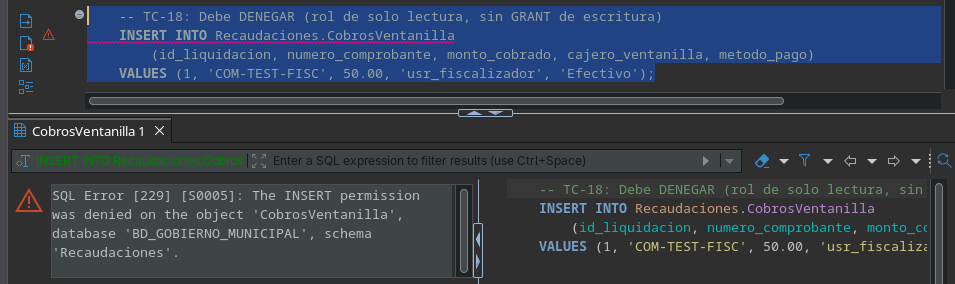 -- TC-18: Debe DENEGAR (rol de solo lectura, sin GRANT de escritura)
INSERT INTO Recaudaciones.CobrosVentanilla
(id_liquidacion, numero_comprobante, monto_cobrado, cajero_ventanilla, metodo_pago)
VALUES (1, 'COM-TEST-FISC', 50.00, 'usr_fiscalizador', 'Efectivo');
CobrosVentanilla 1
INSERT INTO Recaudaciones.Cobros
Enter a SQL expression to filter results (use Ctrl+Space)
SQL Error [229] [S0005]: The INSERT permission
was denied on the object 'CobrosVentanilla',
database 'BD_GOBIERNO_MUNICIPAL', schema
'Recaudaciones'.
-- TC-18: Debe DENEGAR (rol de solo lectura, sin
INSERT INTO Recaudaciones.CobrosVentanilla
(id_liquidacion, numero_comprobante, monto_co
VALUES (1, 'COM-TEST-FISC', 50.00, 'usr_fiscaliza